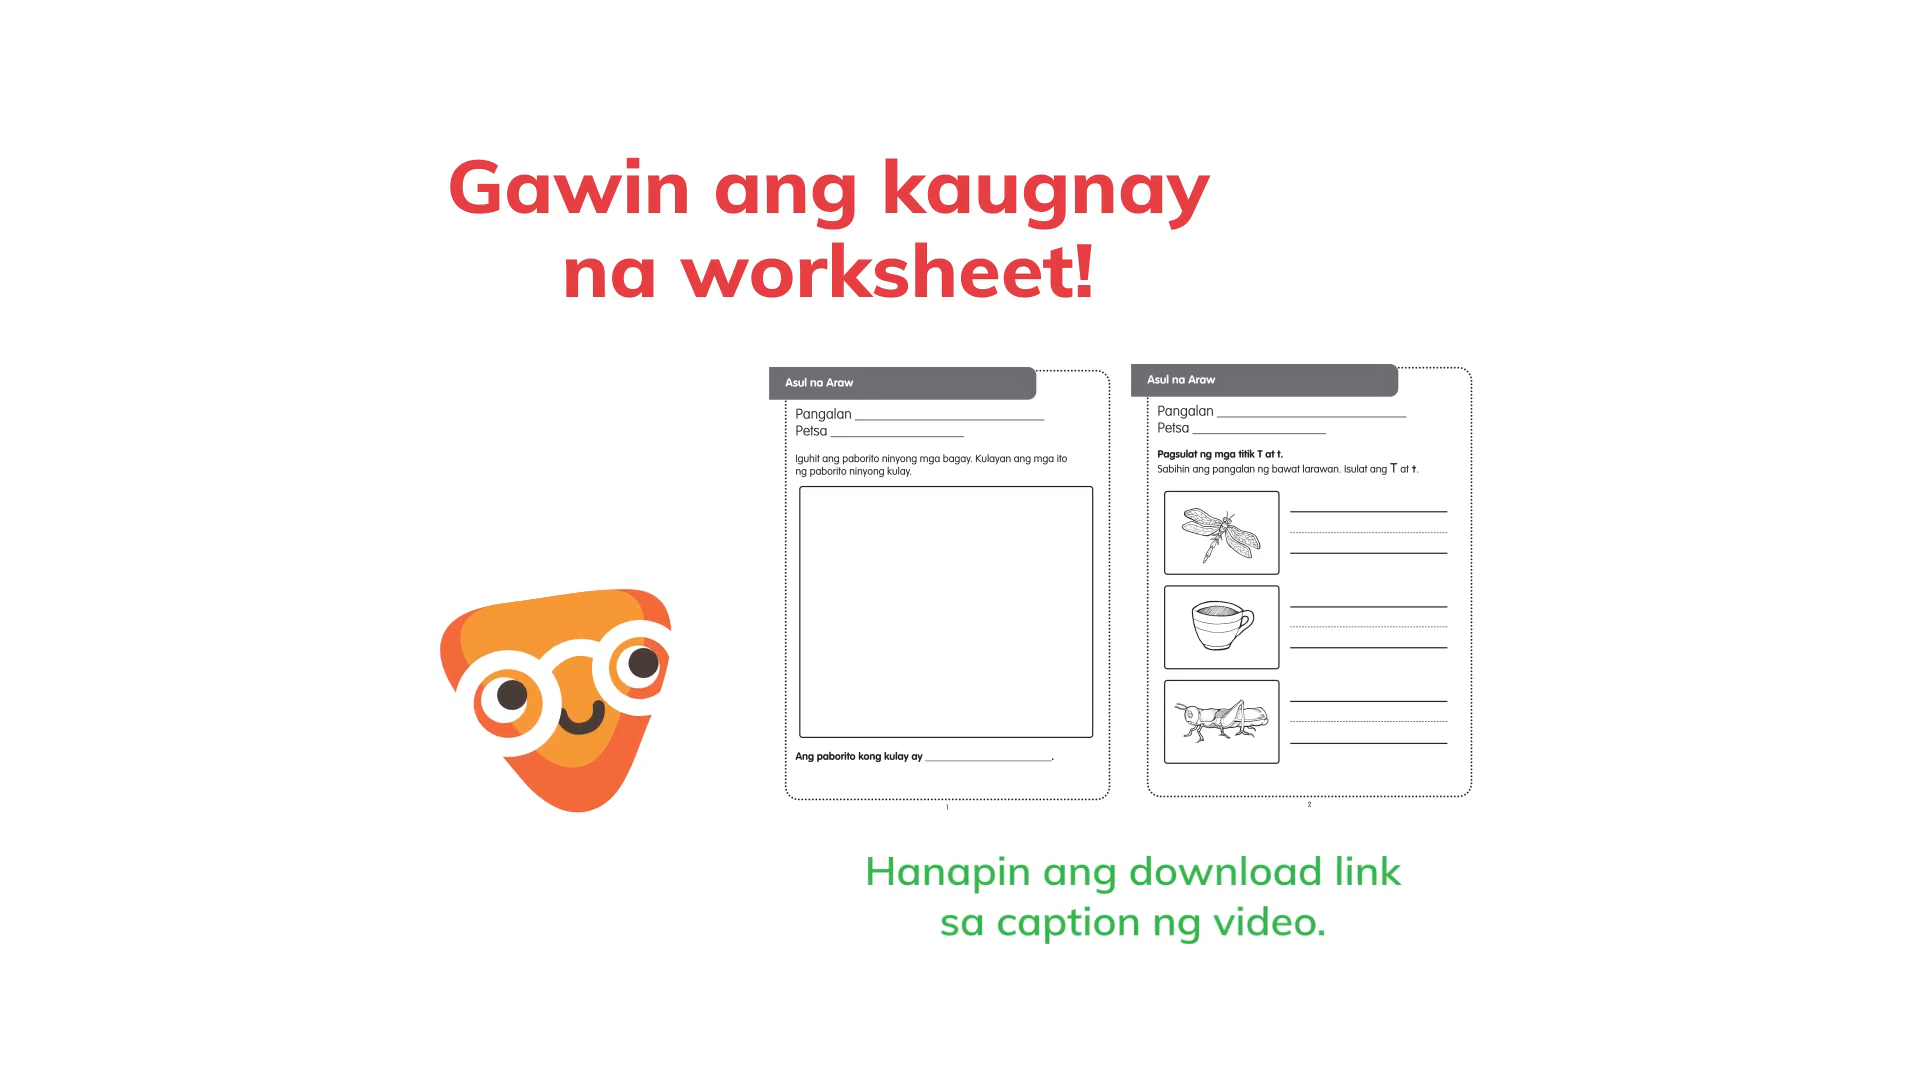 Gawin ang kaugnay
na worksheet!
Asul na Araw
Pangalan
Petsa
Iguhit ang paborito ninyong mga bagay. Kulayan ang mga ito
ng paborito ninyong kulay.
Ang paborito kong kulay ay .
1
Asul na Araw
Pangalan
Petsa
Pagsulat ng mga titik T at t.
Sabihin ang pangalan ng bawat larawan. Isulat ang T at t.
2
Hanapin ang download link
sa caption ng video.